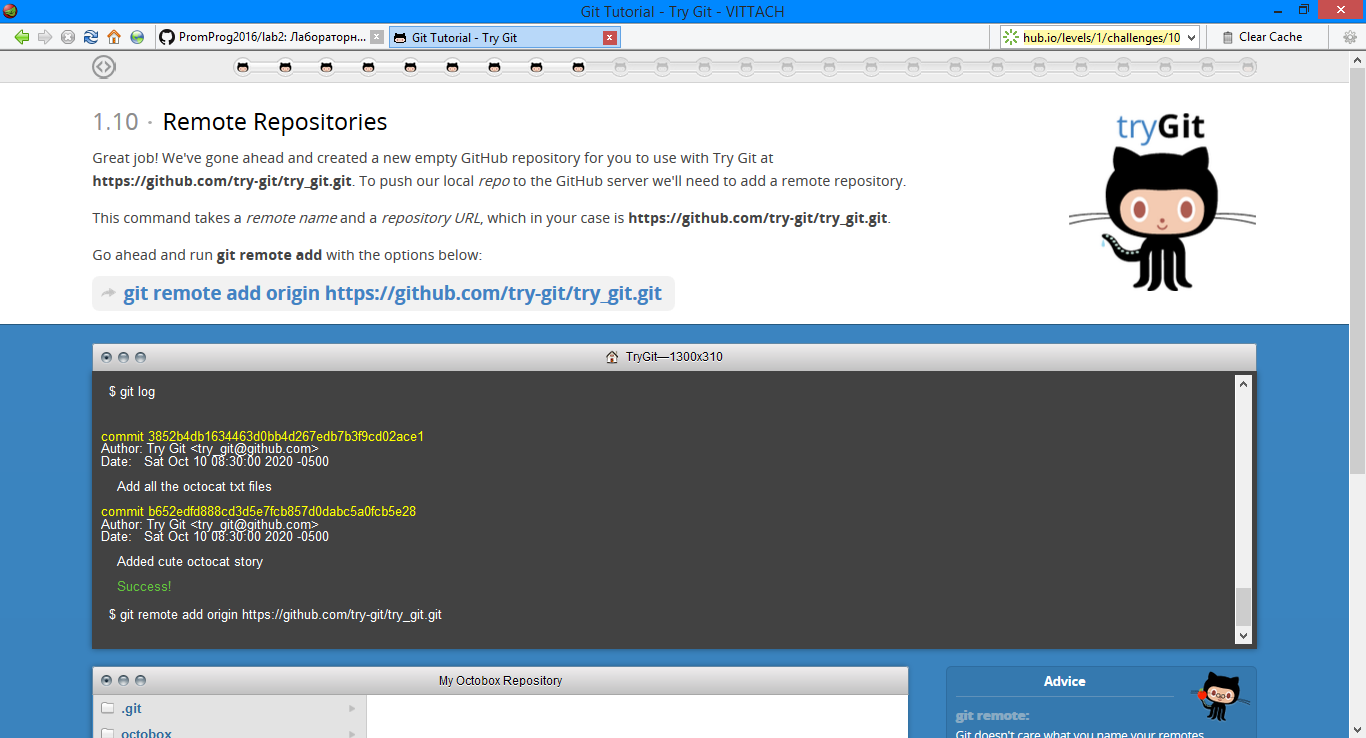 Git Tutorial - Try Git - VITTACH
PromProg2016/lab2: Лабораторн...
Git Tutorial - Try Git
hub.io/levels/1/challenges/10
Clear Cache
1.10 · Remote Repositories
Great job! We've gone ahead and created a new empty GitHub repository for you to use with Try Git at
https://github.com/try-git/try_git.git. To push our local repo to the GitHub server we'll need to add a remote repository.
This command takes a remote name and a repository URL, which in your case is https://github.com/try-git/try_git.git.
Go ahead and run git remote add with the options below:
git remote add origin https://github.com/try-git/try_git.git
tryGit
TryGit—1300x310
$ git log
commit 3852b4db1634463d0bb4d267edb7b3f9cd02ace1
Author: Try Git <try_git@github.com>
Date: Sat Oct 10 08:30:00 2020 -0500
Add all the octocat txt files
commit b652edfd888cd3d5e7fcb857d0dabc5a0fcb5e28
Author: Try Git <try_git@github.com>
Date: Sat Oct 10 08:30:00 2020 -0500
Added cute octocat story
Success!
$ git remote add origin https://github.com/try-git/try_git.git
My Octobox Repository
.git
octobox
Advice
git remote:
Git doesn't care what you name your remotes,